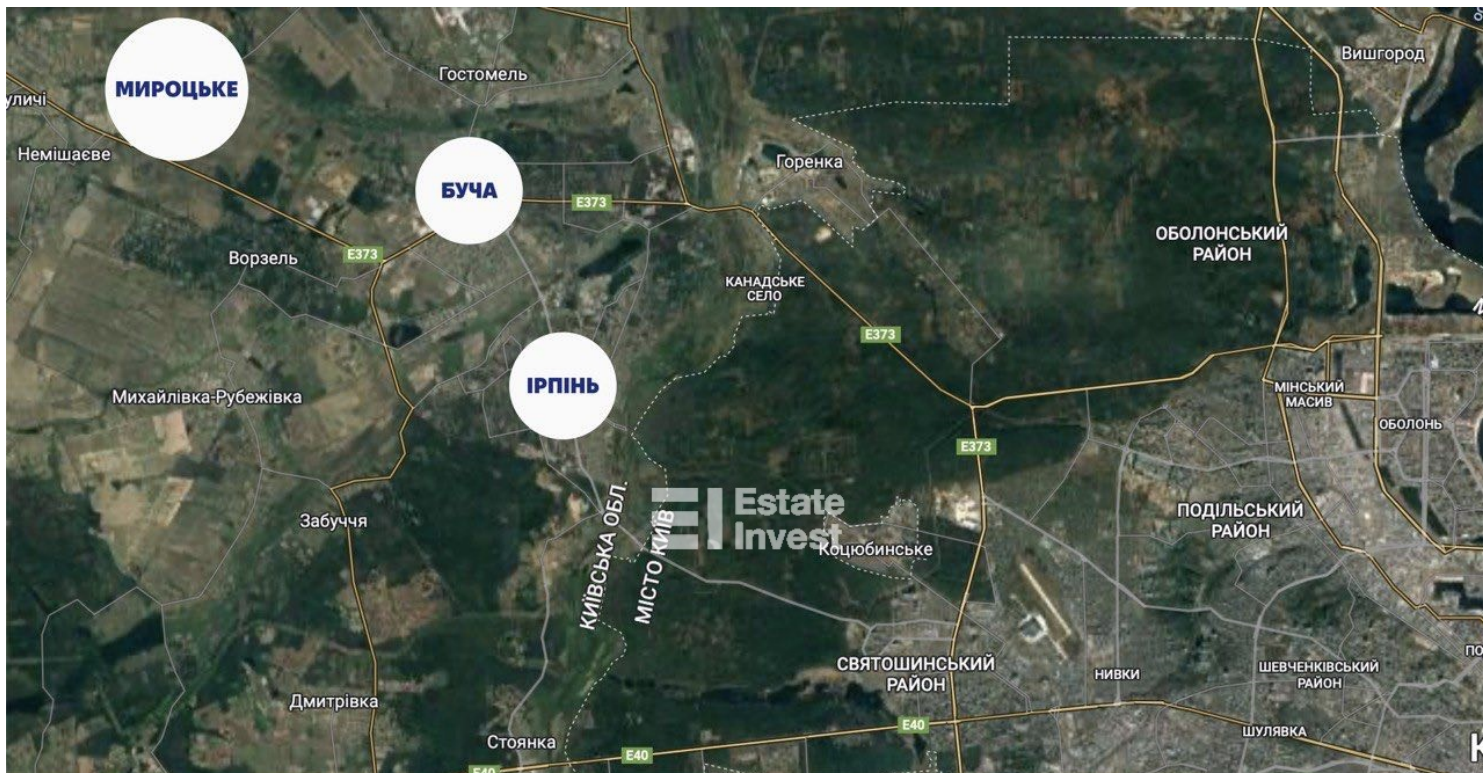 Вишгород
Гостомель
МИРОЦЬКЕ
Немішаєве
Горенка
БУЧА
E373
ОБОЛОНСЬКИЙ
РАЙОН
Ворзель
E373
КАНАДСЬКЕ
СЕЛО
E373
ІРПІНЬ
МІНСЬКИЙ
МАСИВ
Михайлівка-Рубежівка
ОБОЛОНЬ
E373
КИЇВСЬКА ОБЛ.
МІСТО КИЇВ
EI Estate
Invest
ПОДІЛЬСЬКИЙ
РАЙОН
Забуччя
Коцюбинське
СВЯТОШИНСЬКИЙ
РАЙОН
НИВКИ
ШЕВЧЕНКІВСЬКИЙ
РАЙОН
Дмитрівка
E40
ШУЛЯВКА
Стоянка
E40
E40